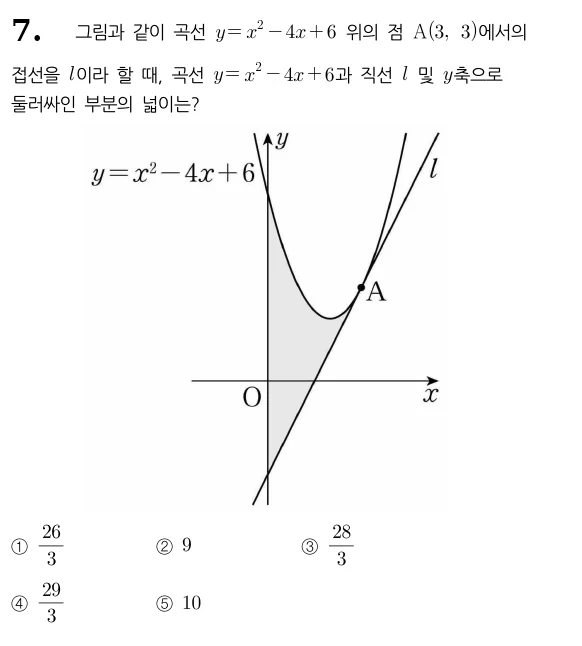 7. 그림과 같이 곡선 y=x²-4x+6 위의 점 A(3, 3)에서의
접선을 l이라 할 때, 곡선 y=x²-4x+6과 직선 l 및 y축으로
둘러싸인 부분의 넓이는?
y
y=x²-4x+6
l
A
O
x
① 26/3 ② 9 ③ 28/3
④ 29/3 ⑤ 10